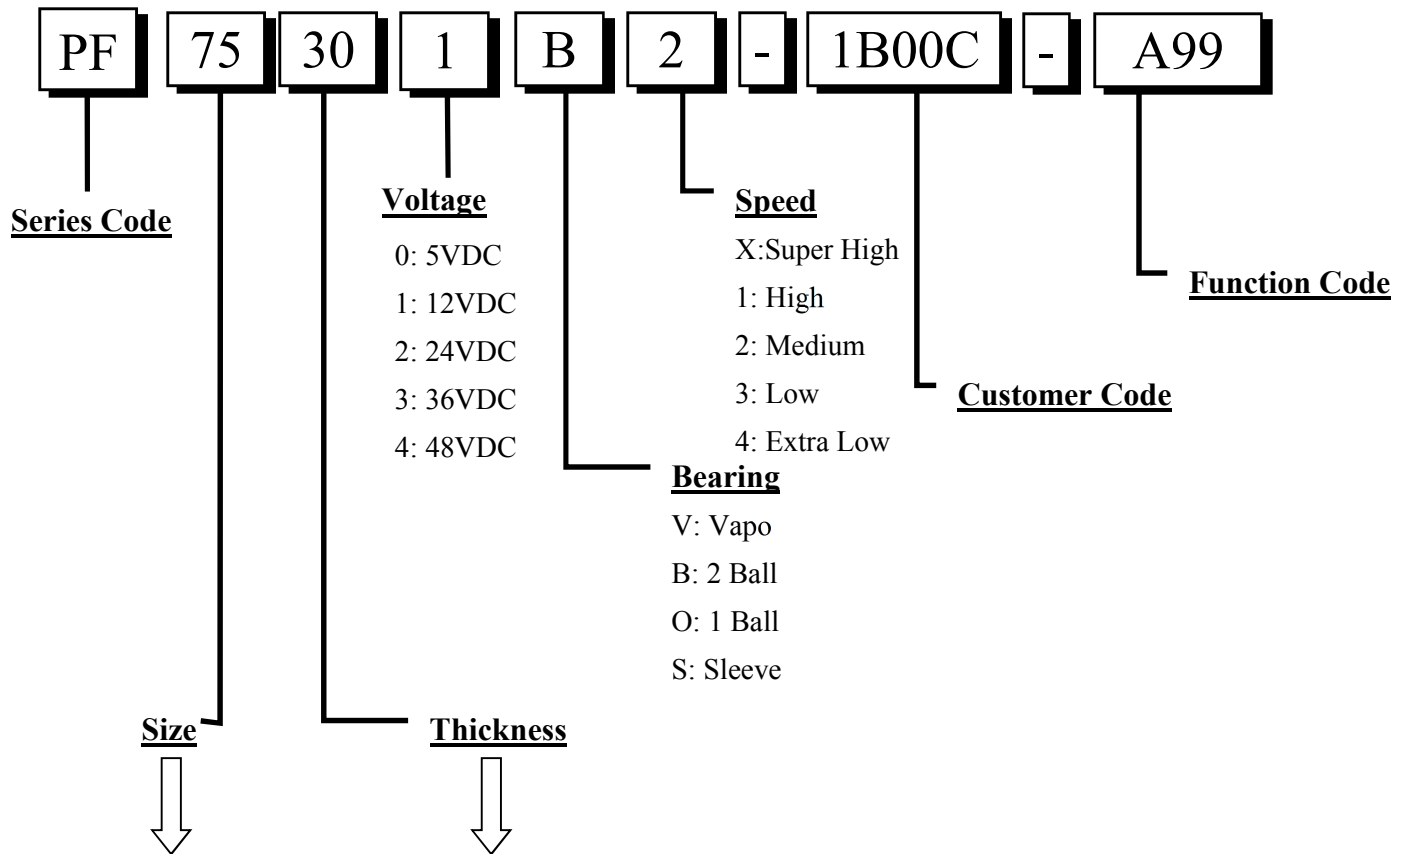 PF 75 30 1 B 2 - 1B00C - A99
Series Code
Voltage
0: 5VDC
1: 12VDC
2: 24VDC
3: 36VDC
4: 48VDC
Speed
X:Super High
1: High
2: Medium
3: Low
4: Extra Low
Function Code
Customer Code
Bearing
V: Vapo
B: 2 Ball
O: 1 Ball
S: Sleeve
Size
Thickness